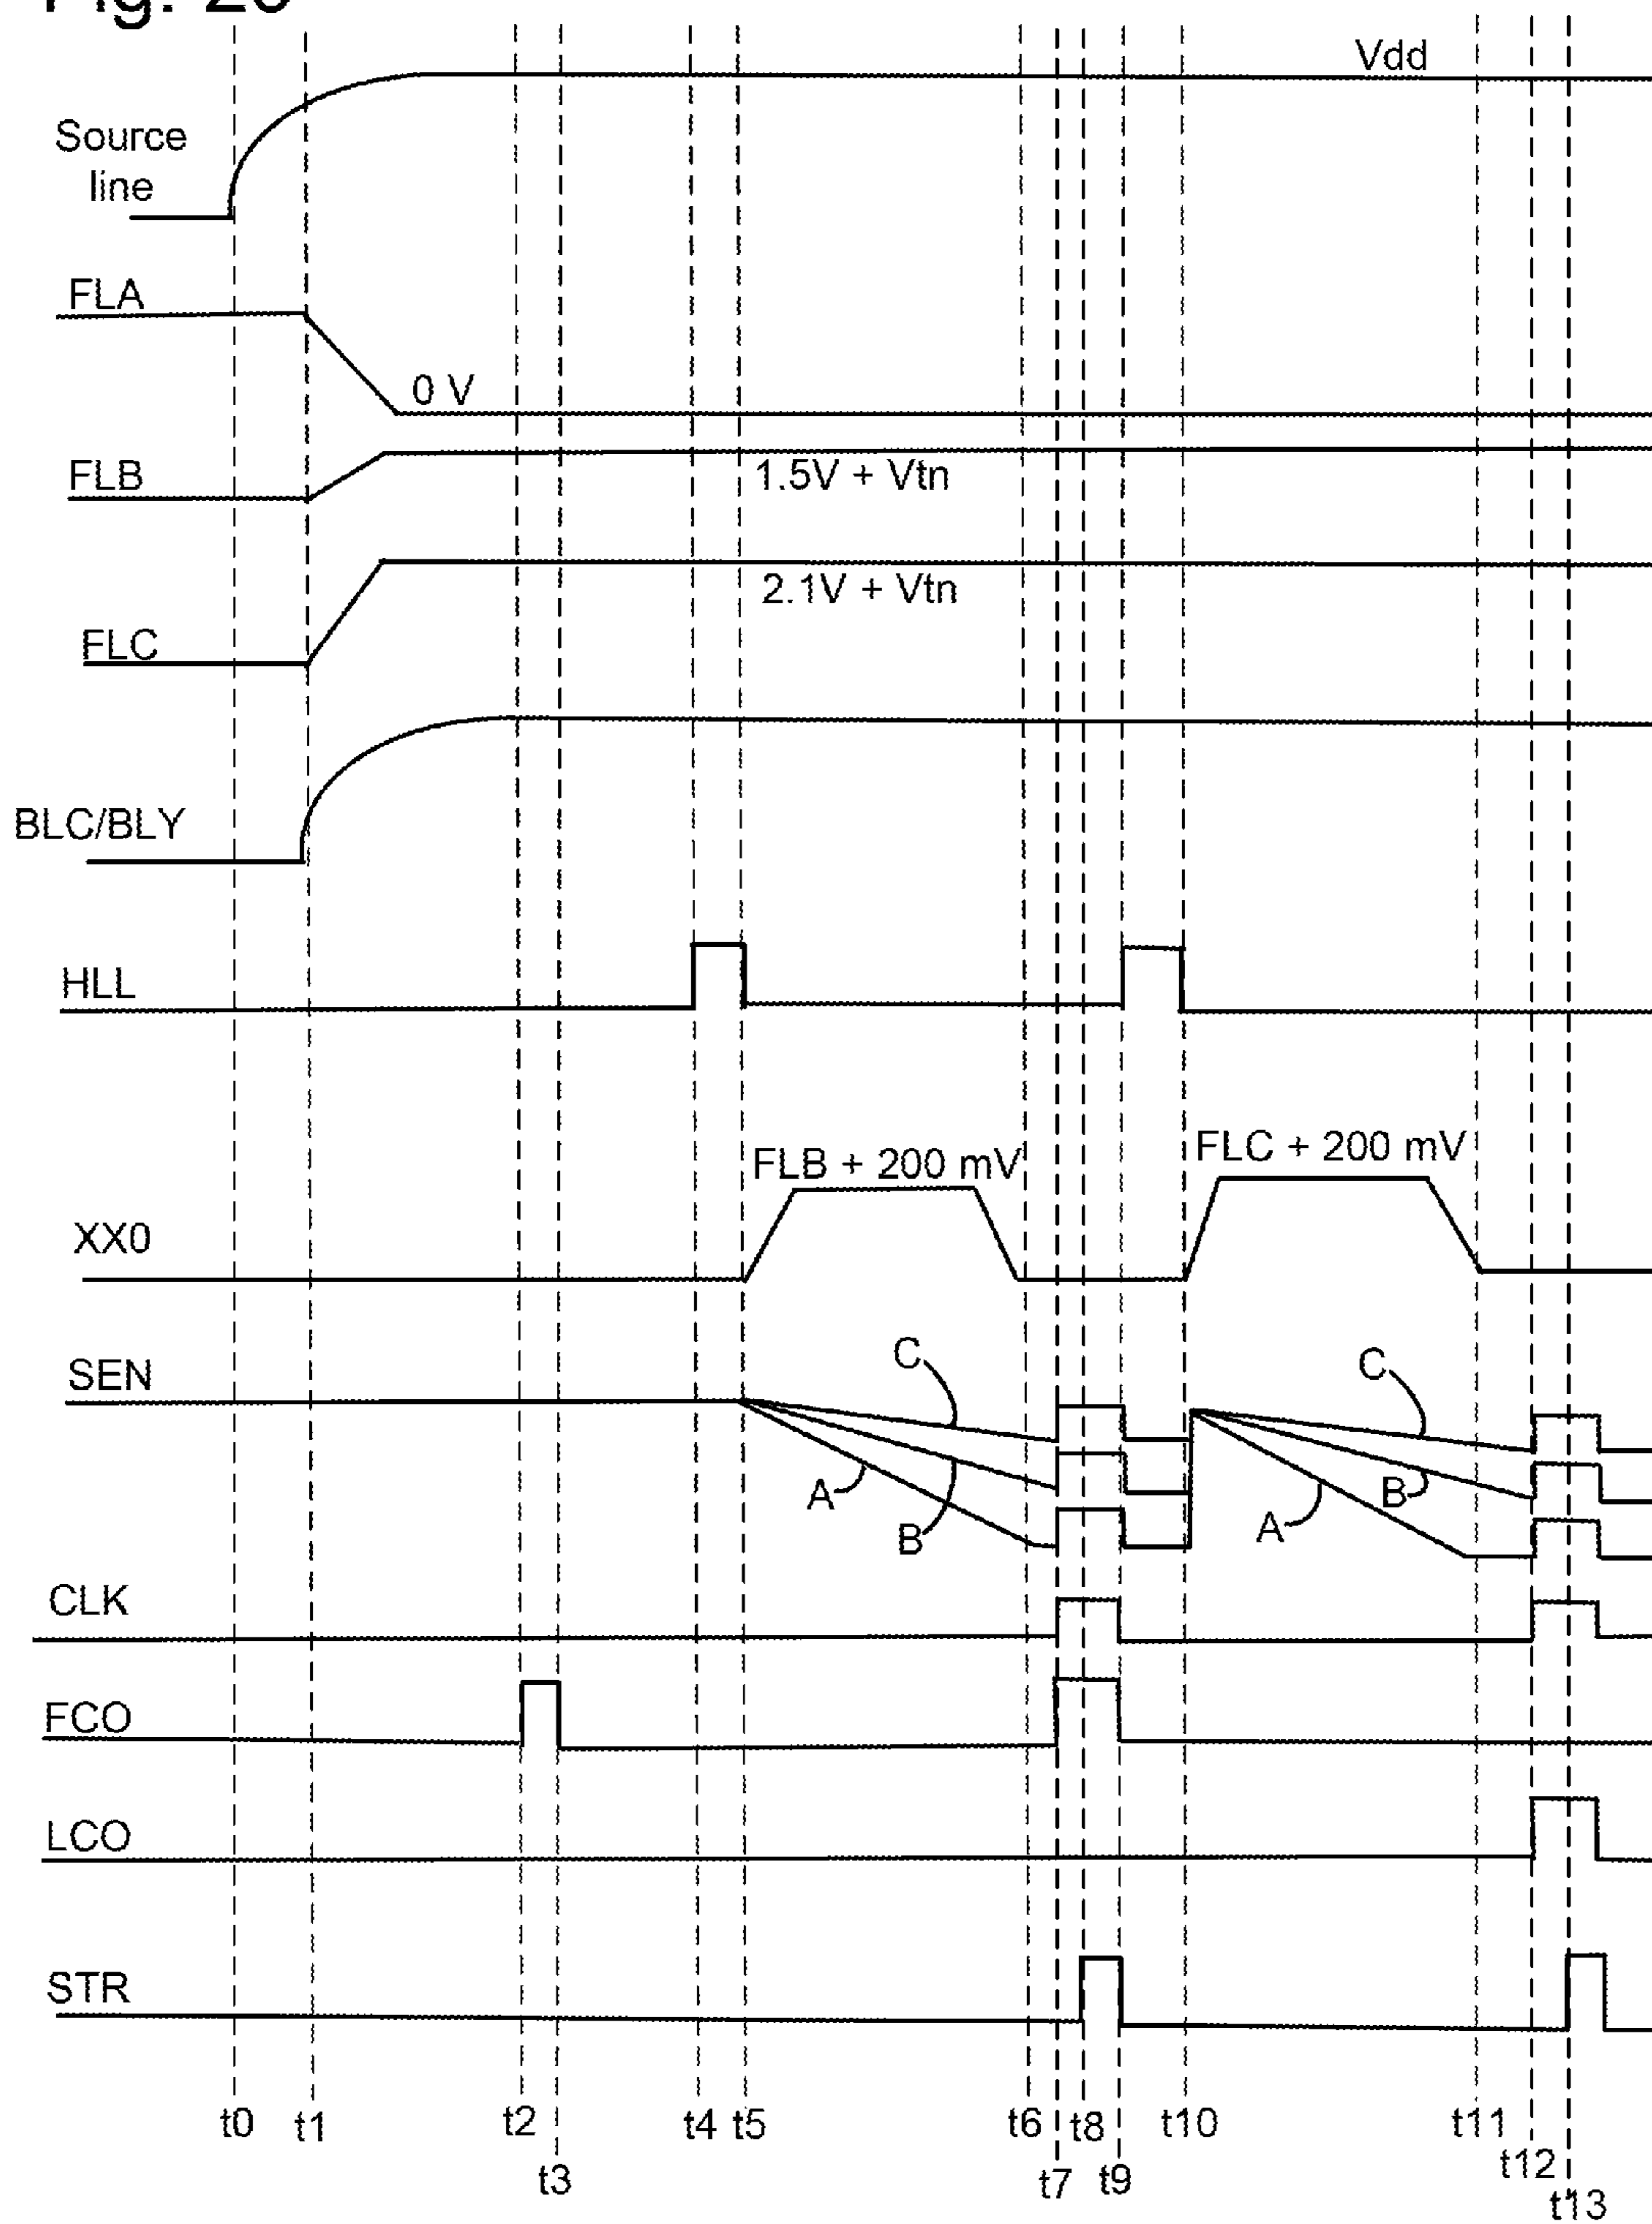 Vdd
Source
line
FLA
0 V
FLB
1.5V + Vtn
2.1V + Vtn
FLC
BLC/BLY
HLL
FLB + 200 mV
FLC + 200 mV
XX0
SEN
C
C
A
B
B
A
CLK
FCO
LCO
STR
t0
t1
t2
t3
t4
t5
t6
t7
t8
t9
t10
t11
t12
t13